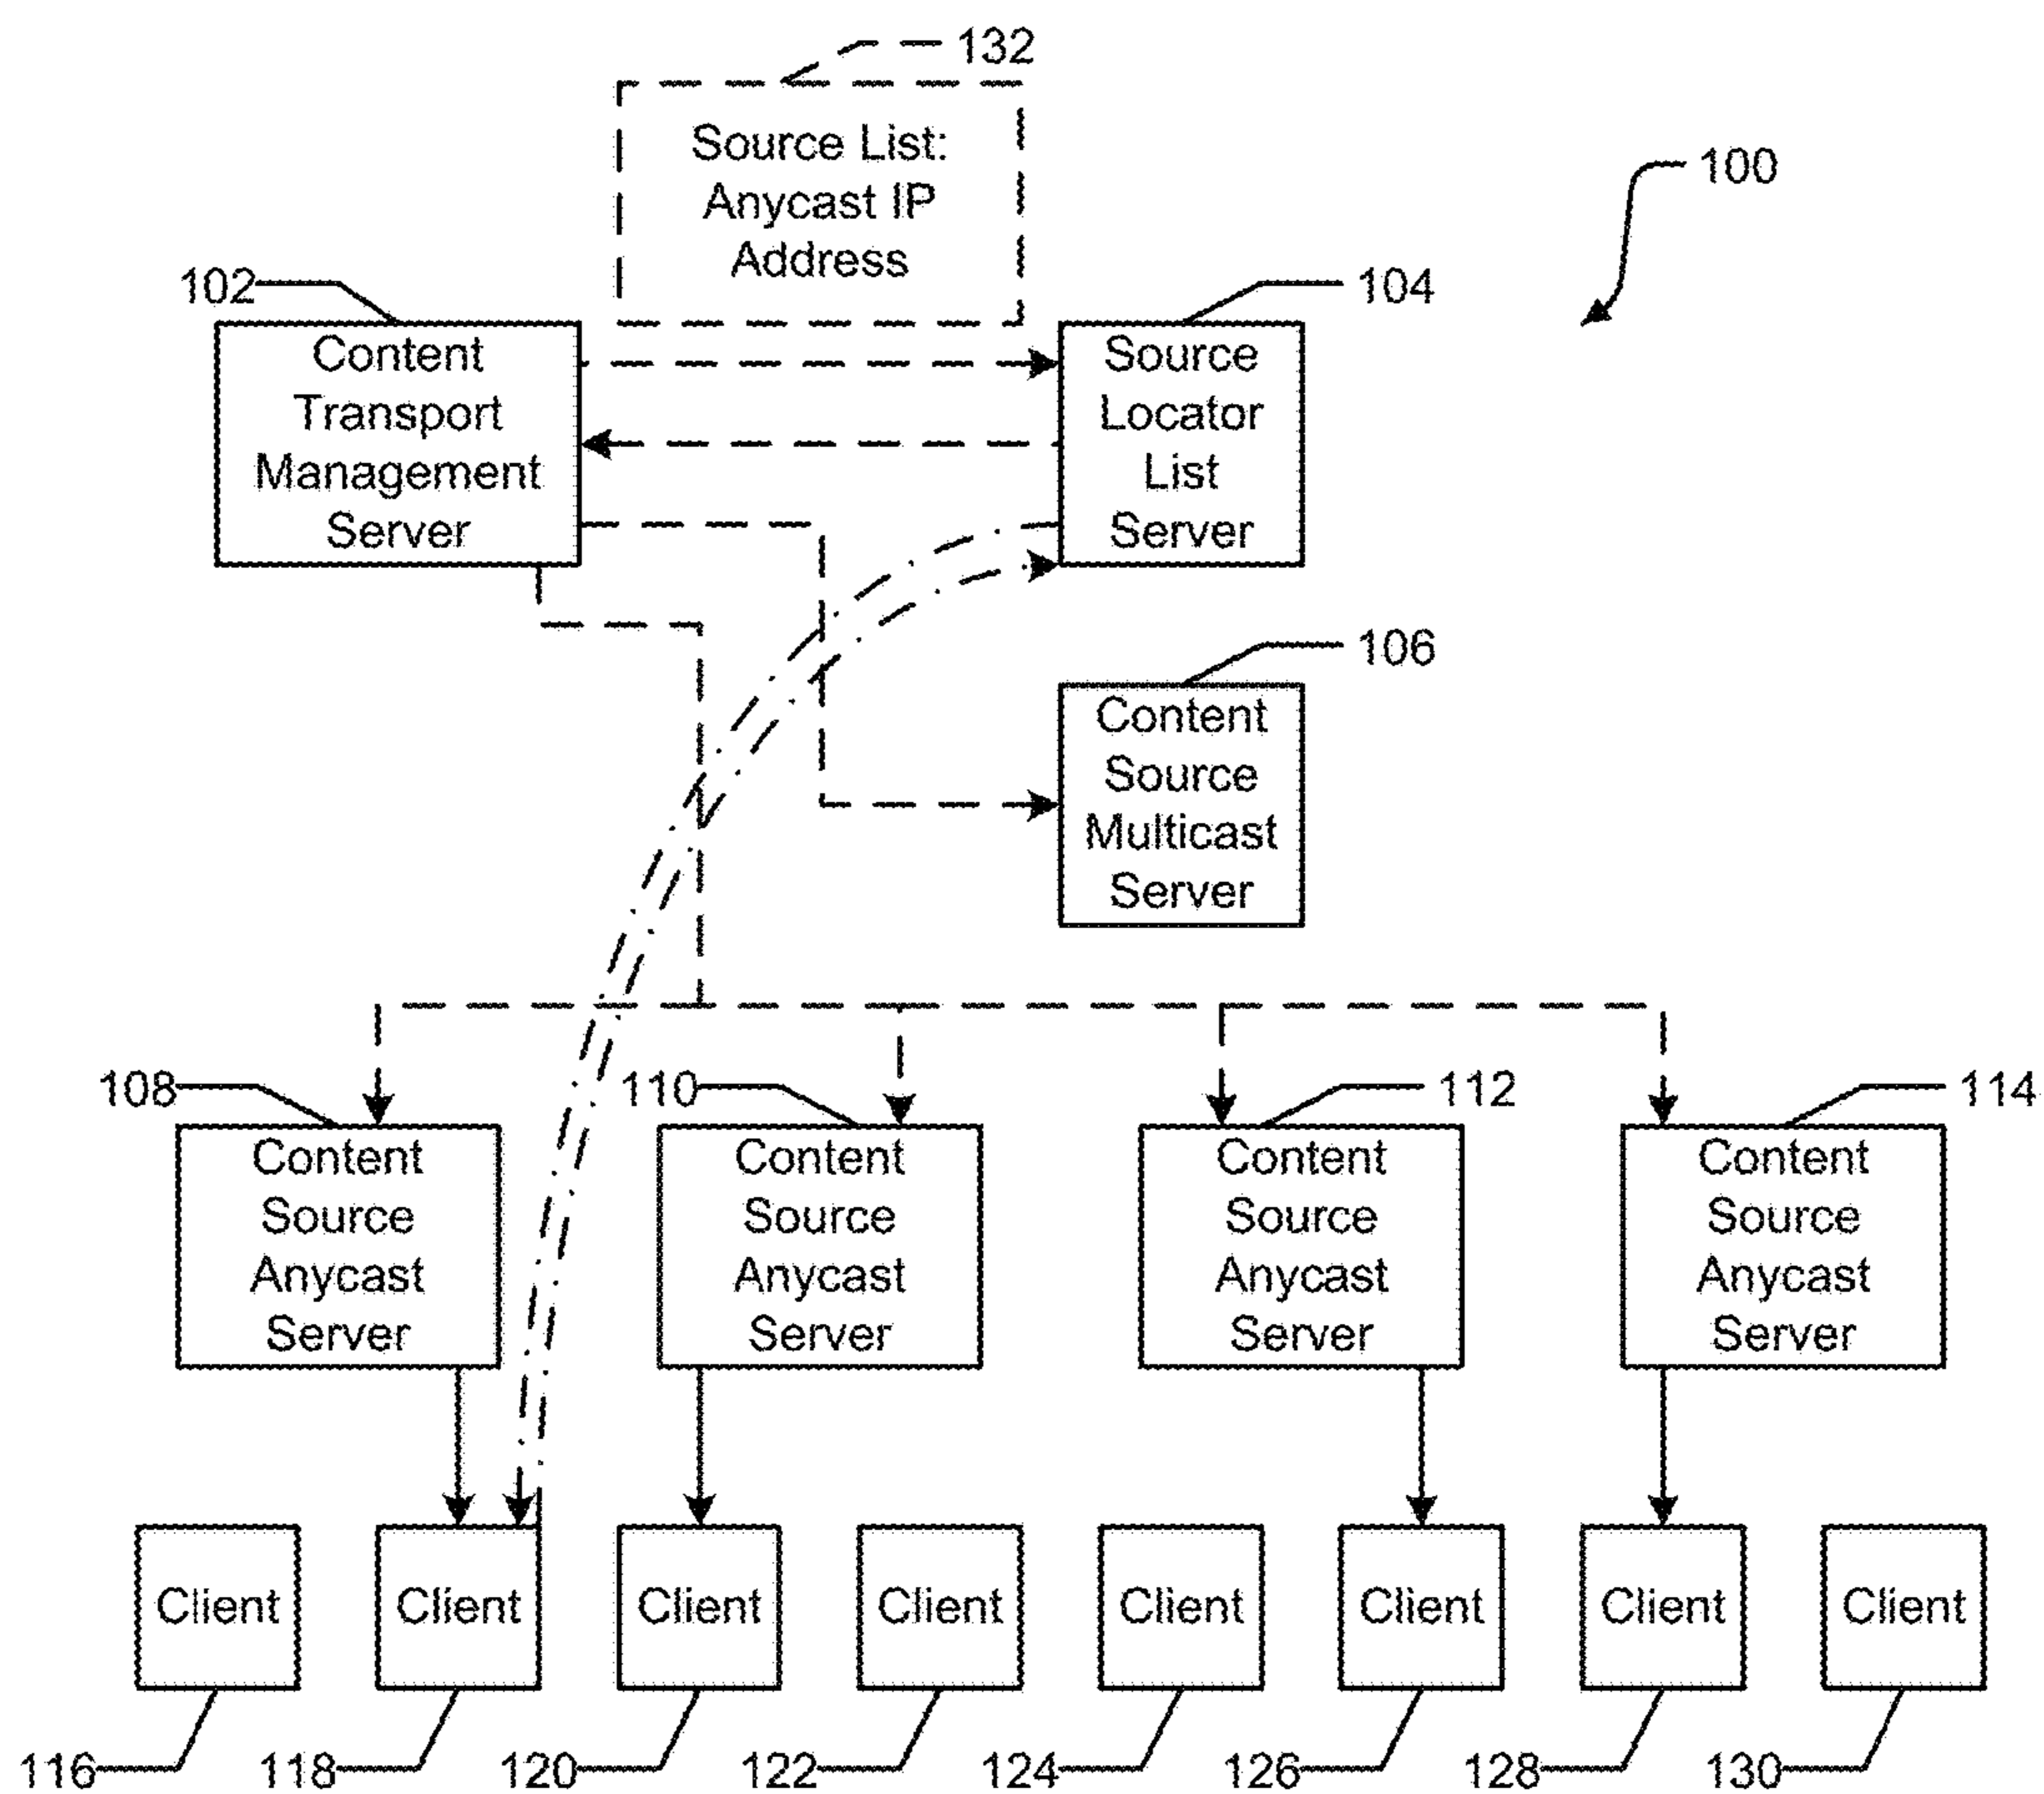 132
Source List:
Anycast IP
Address
100
102
104
Content
Transport
Management
Server
Source
Locator
List
Server
106
Content
Source
Multicast
Server
108
110
112
114
Content
Source
Anycast
Server
Content
Source
Anycast
Server
Content
Source
Anycast
Server
Content
Source
Anycast
Server
Client
Client
Client
Client
Client
Client
Client
Client
116
118
120
122
124
126
128
130